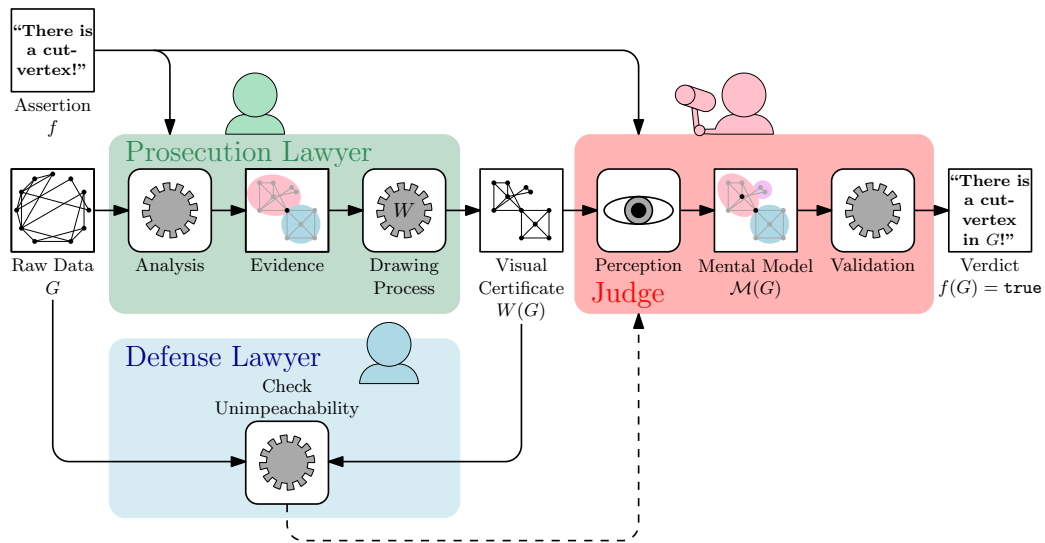 “There is
a cut-
vertex!”
Assertion
f
Prosecution Lawyer
W
Raw Data
G
Analysis
Evidence
Drawing
Process
Visual
Certificate
W(G)
Perception
Mental Model
M(G)
Validation
Judge
“There is
a cut-
vertex
in G!”
Verdict
f(G) = true
Defense Lawyer
Check
Unimpeachability